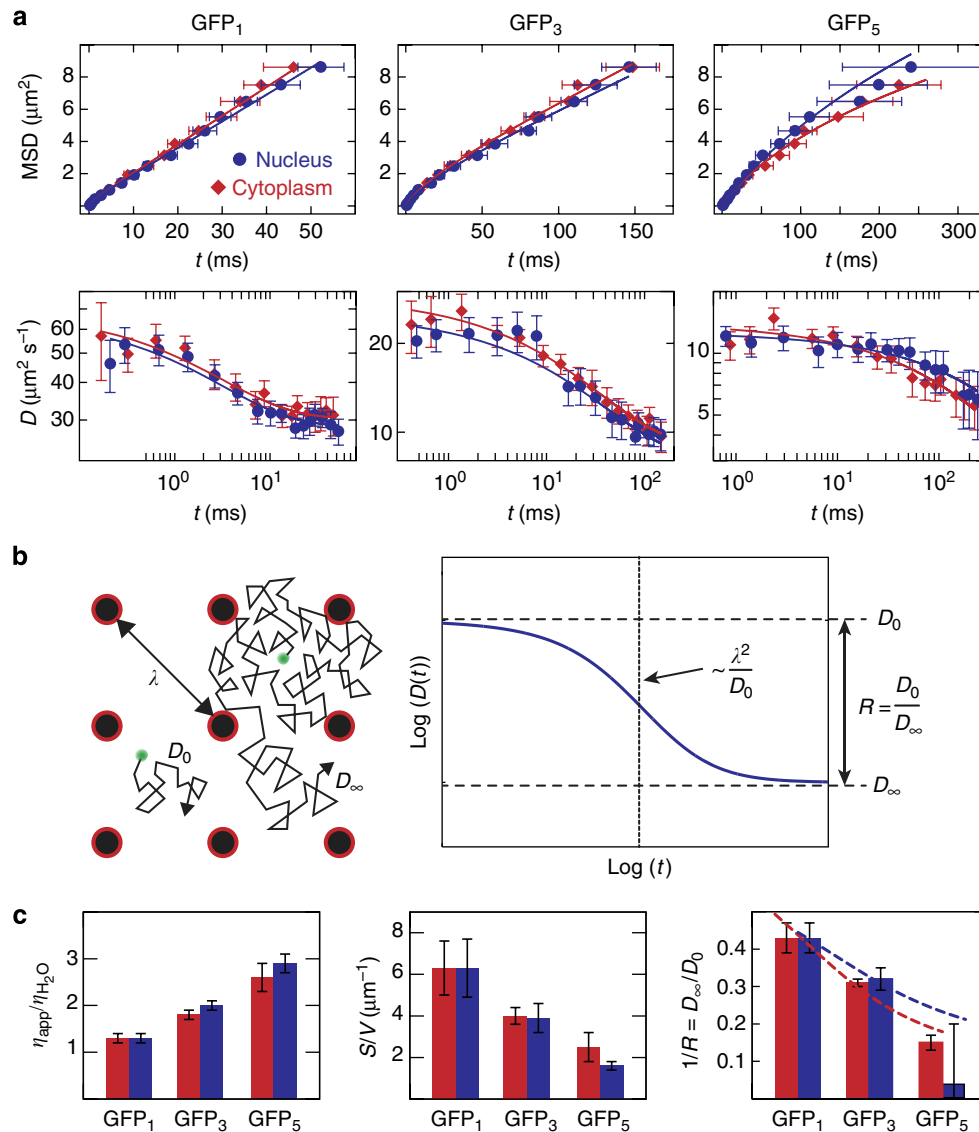 a
GFP₁ GFP₃ GFP₅
MSD (μm²)
8
6
4
2
Nucleus
Cytoplasm
10 20 30 40 50
t (ms)
50 100 150
t (ms)
8
6
4
2
100 200 300
t (ms)
D (μm² s⁻¹)
60
50
40
30
10⁰ 10¹
t (ms)
20
10
10⁰ 10¹ 10²
t (ms)
10
5
10⁰ 10¹ 10²
t (ms)
b
λ
D₀
D∞
Log (D(t))
~ λ²/D₀
D₀
R = D₀/D∞
D∞
Log (t)
c
ηapp/ηH₂O
3
2
1
GFP₁ GFP₃ GFP₅
S/V (μm⁻¹)
8
6
4
2
GFP₁ GFP₃ GFP₅
1/R = D∞/D₀
0.4
0.3
0.2
0.1
GFP₁ GFP₃ GFP₅